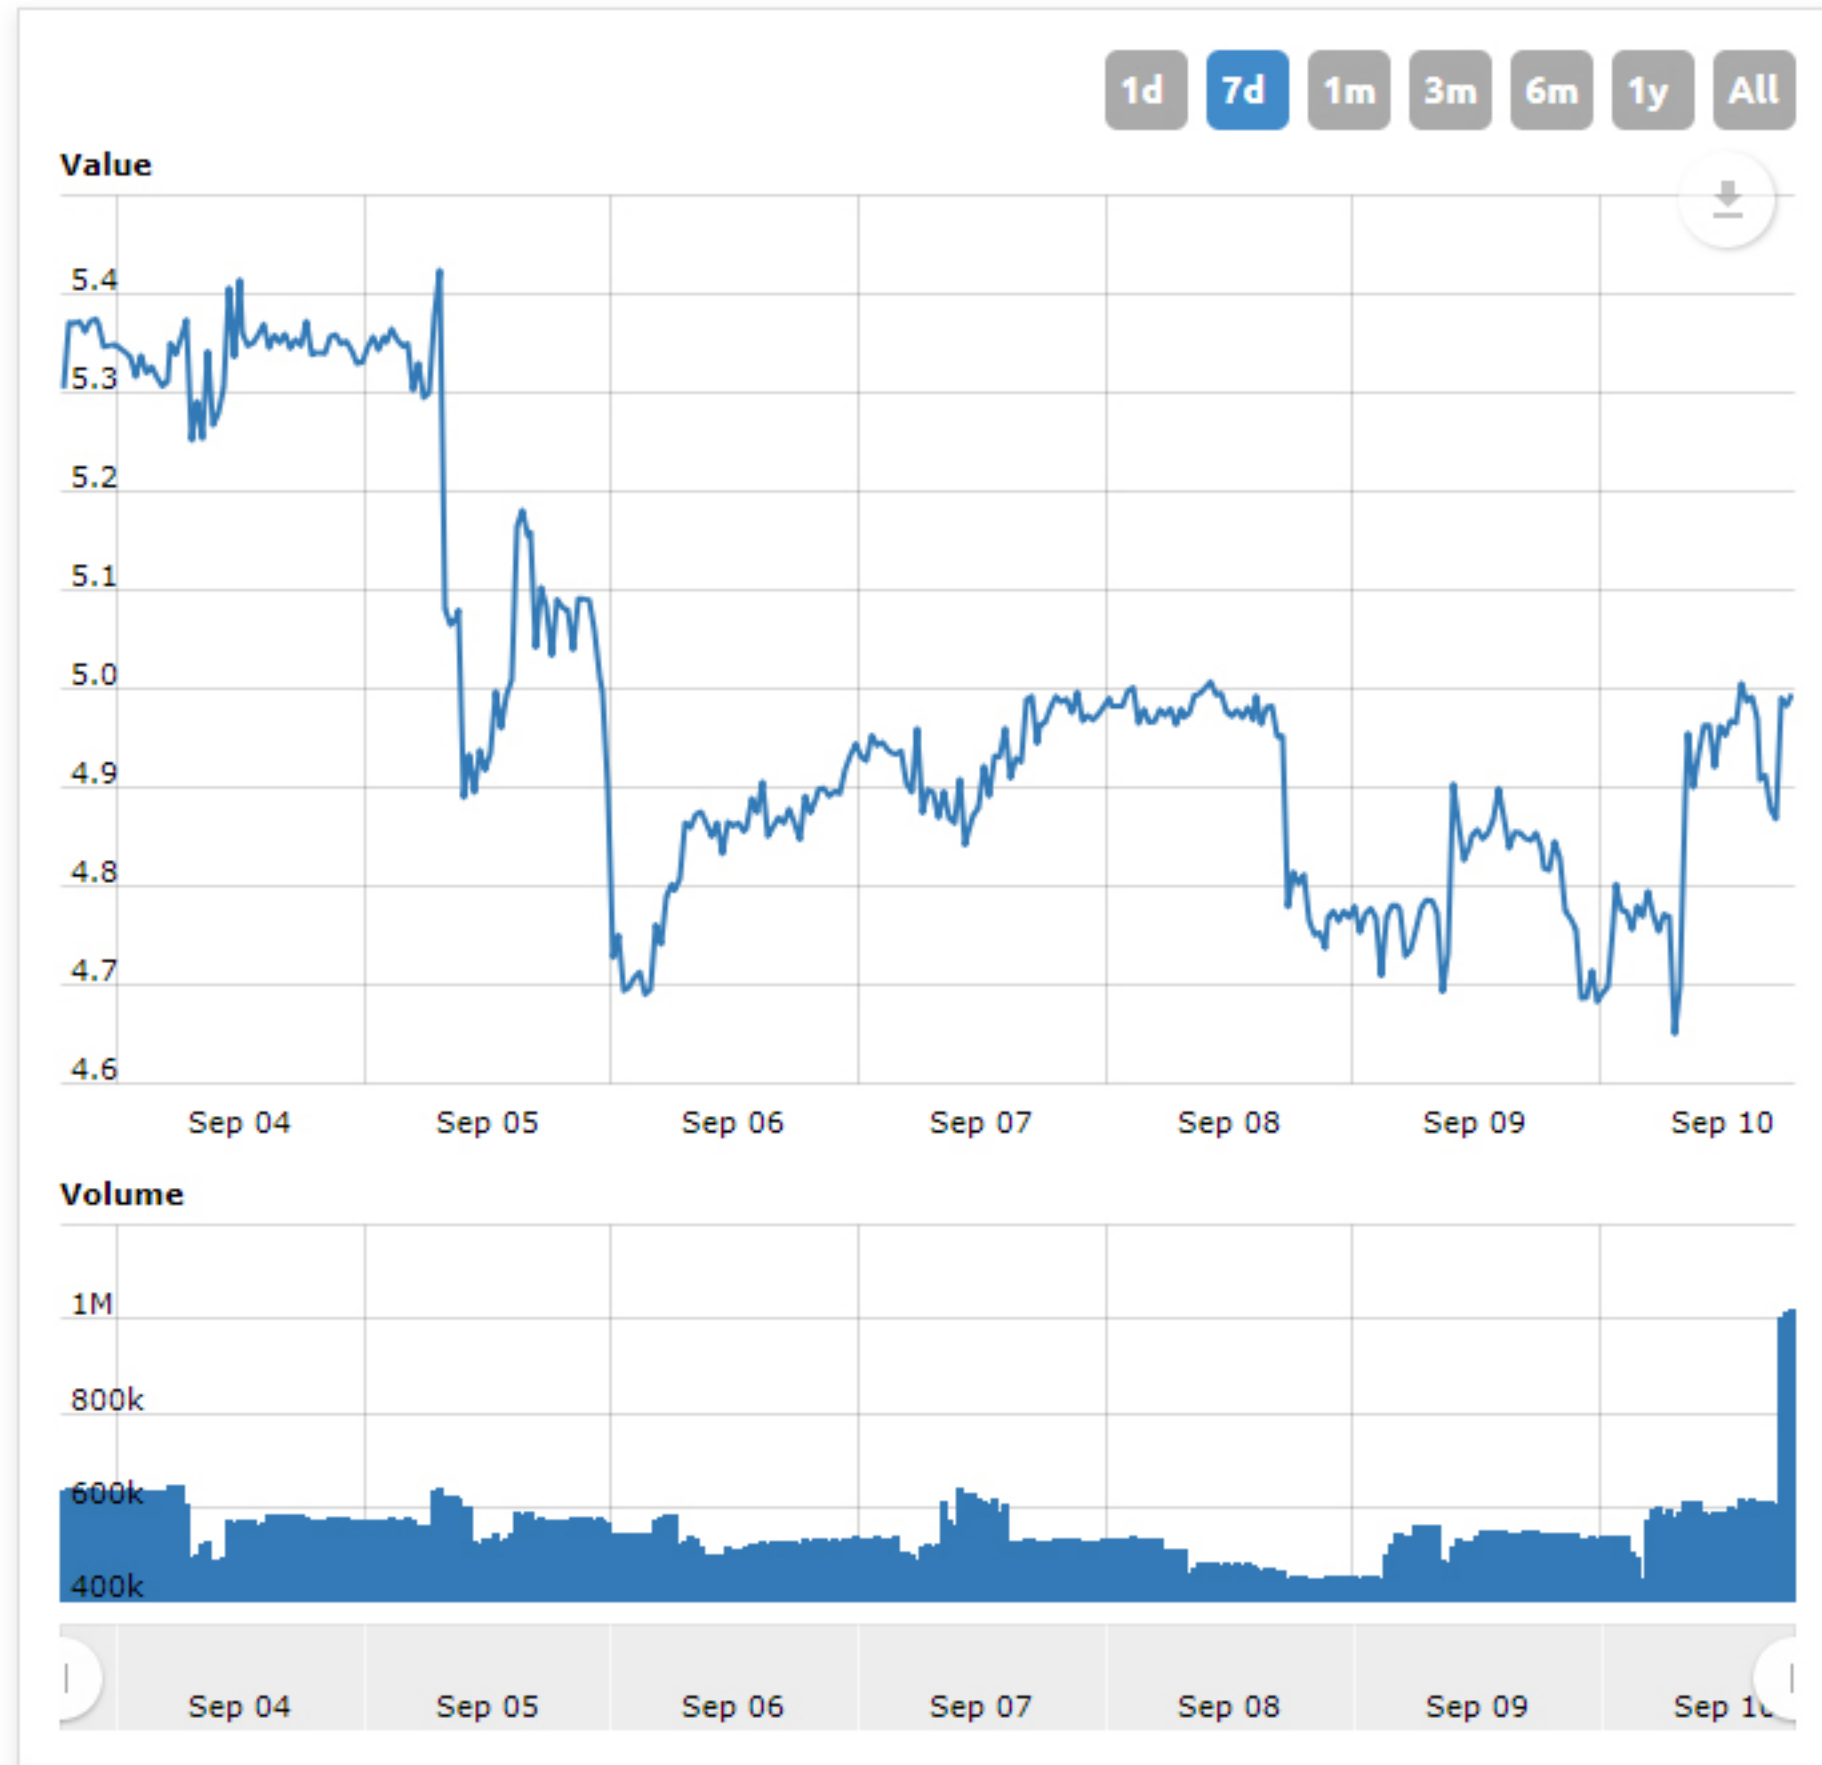 1d 7d 1m 3m 6m 1y All
Value
5.4
5.3
5.2
5.1
5.0
4.9
4.8
4.7
4.6
Sep 04 Sep 05 Sep 06 Sep 07 Sep 08 Sep 09 Sep 10
Volume
1M
800k
600k
400k
Sep 04 Sep 05 Sep 06 Sep 07 Sep 08 Sep 09 Sep 10